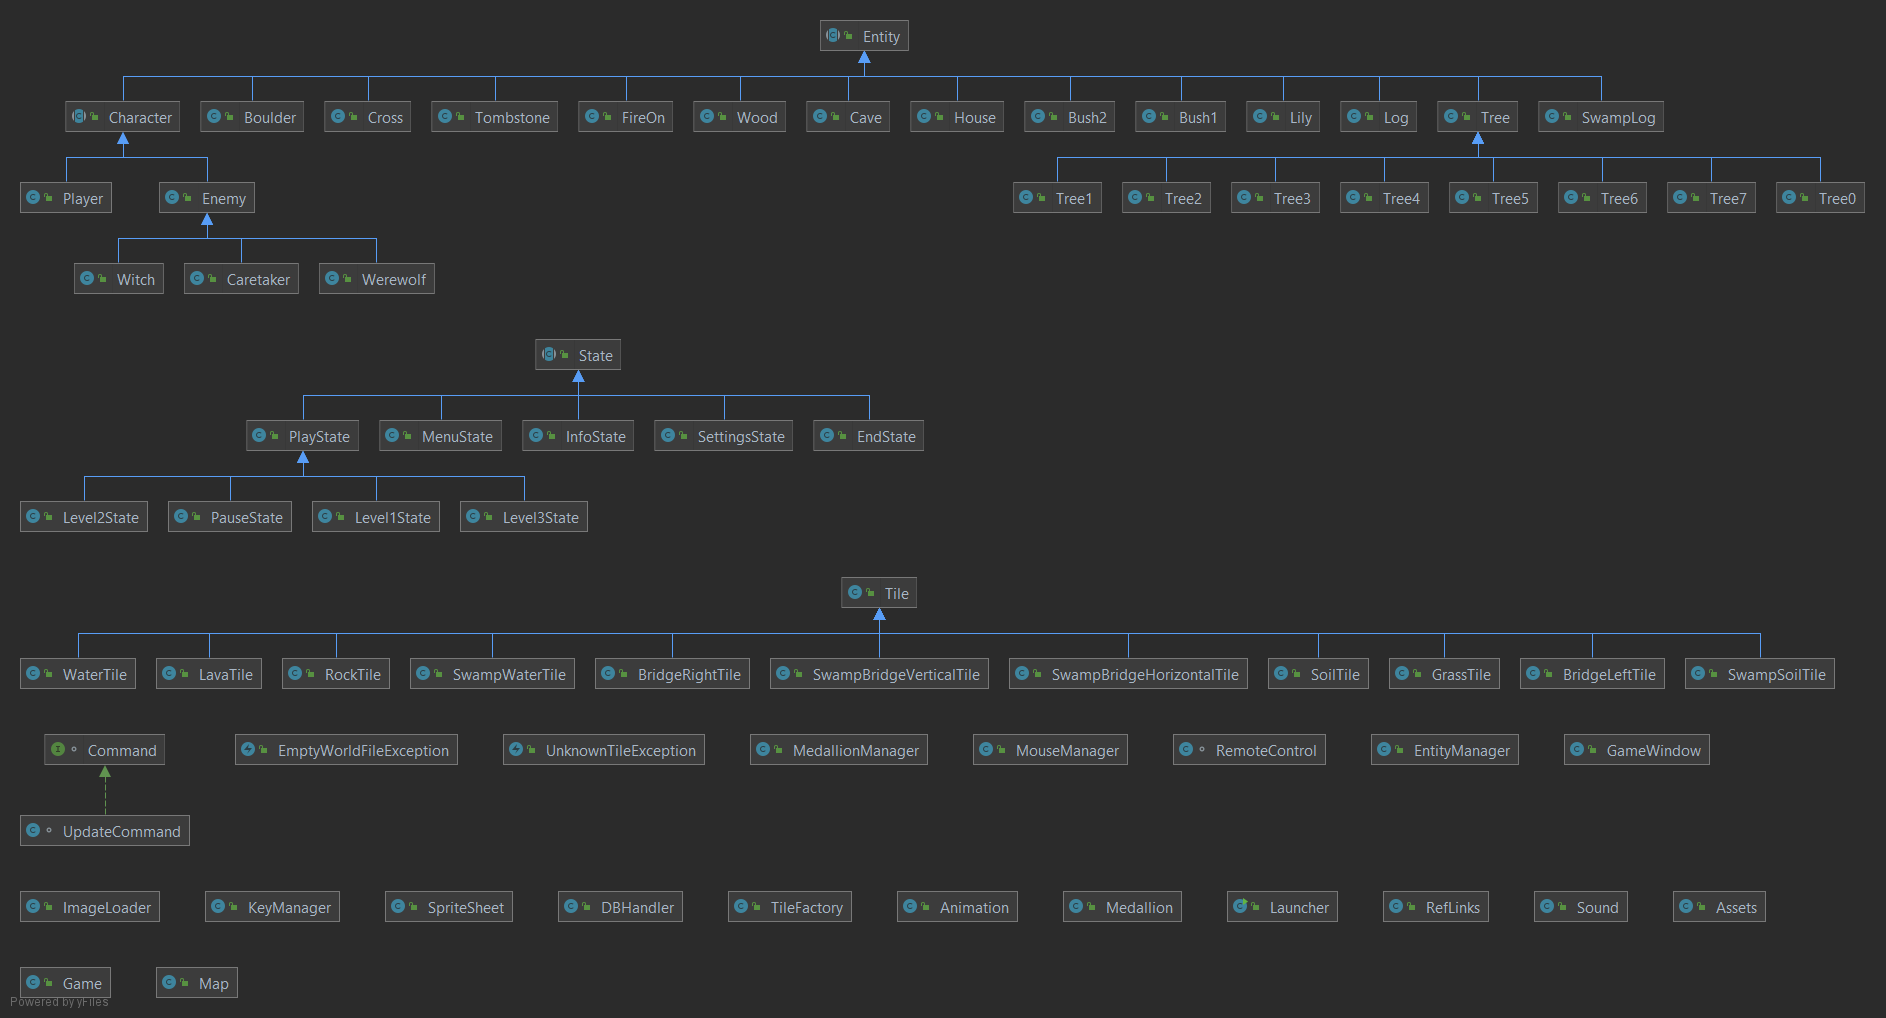 Entity
Character Boulder Cross Tombstone FireOn Wood Cave House Bush2 Bush1 Lily Log Tree SwampLog
Player Enemy Tree1 Tree2 Tree3 Tree4 Tree5 Tree6 Tree7 Tree0
Witch Caretaker Werewolf
State
PlayState MenuState InfoState SettingsState EndState
Level2State PauseState Level1State Level3State
Tile
WaterTile LavaTile RockTile SwampWaterTile BridgeRightTile SwampBridgeVerticalTile SwampBridgeHorizontalTile SoilTile GrassTile BridgeLeftTile SwampSoilTile
Command EmptyWorldFileException UnknownTileException MedallionManager MouseManager RemoteControl EntityManager GameWindow
UpdateCommand
ImageLoader KeyManager SpriteSheet DBHandler TileFactory Animation Medallion Launcher RefLinks Sound Assets
Game Map
Powered by yFiles